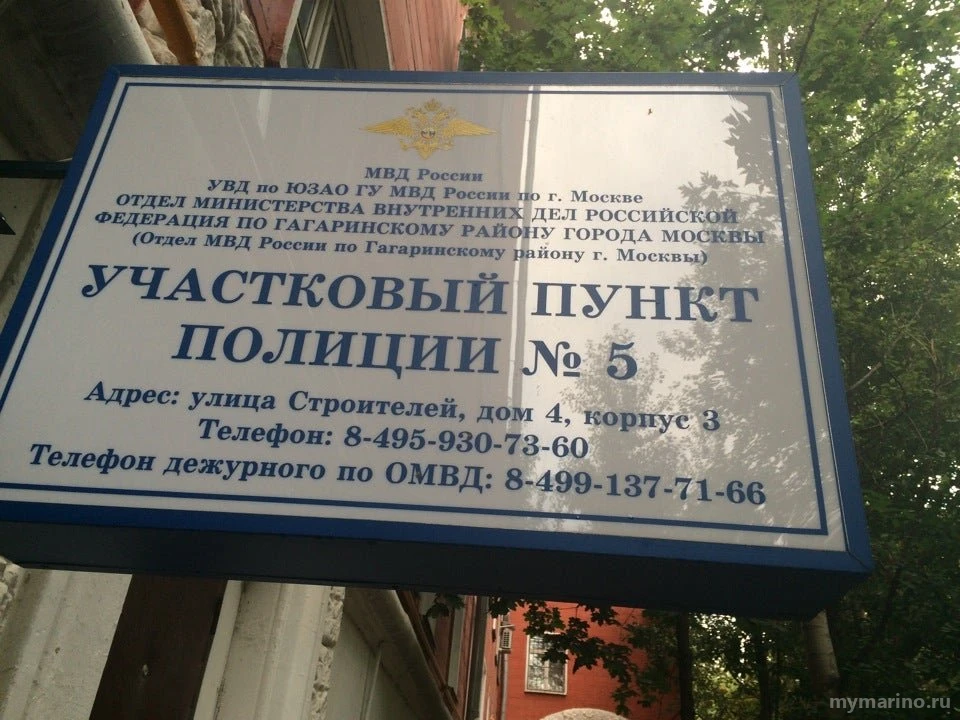 МВД России
УВД по ЮЗАО ГУ МВД России по г. Москве
ОТДЕЛ МИНИСТЕРСТВА ВНУТРЕННИХ ДЕЛ РОССИЙСКОЙ
ФЕДЕРАЦИЯ ПО ГАГАРИНСКОМУ РАЙОНУ ГОРОДА МОСКВЫ
(Отдел МВД России по Гагаринскому району г. Москвы)
УЧАСТКОВЫЙ ПУНКТ
ПОЛИЦИИ № 5
Адрес: улица Строителей, дом 4, корпус 3
Телефон: 8-495-930-73-60
Телефон дежурного по ОМВД: 8-499-137-71-66
mymarino.ru